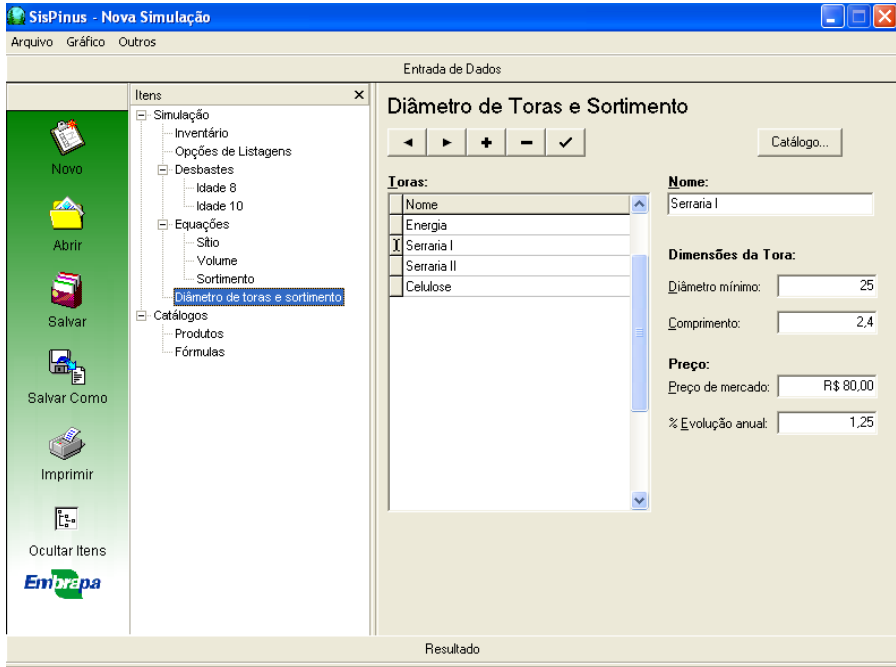 SisPinus - Nova Simulação
Arquivo Gráfico Outros
Entrada de Dados
Novo
Abrir
Salvar
Salvar Como
Imprimir
Ocultar Itens
Embrapa
Itens
Simulação
Inventário
Opções de Listagens
Desbastes
Idade 8
Idade 10
Equações
Sítio
Volume
Sortimento
Diâmetro de toras e sortimento
Catálogos
Produtos
Fórmulas
Diâmetro de Toras e Sortimento
Catálogo...
Toras:
Nome
Energia
Serraria I
Serraria II
Celulose
Nome:
Serraria I
Dimensões da Tora:
Diâmetro mínimo: 25
Comprimento: 2,4
Preço:
Preço de mercado: R$ 80,00
% Evolução anual: 1,25
Resultado